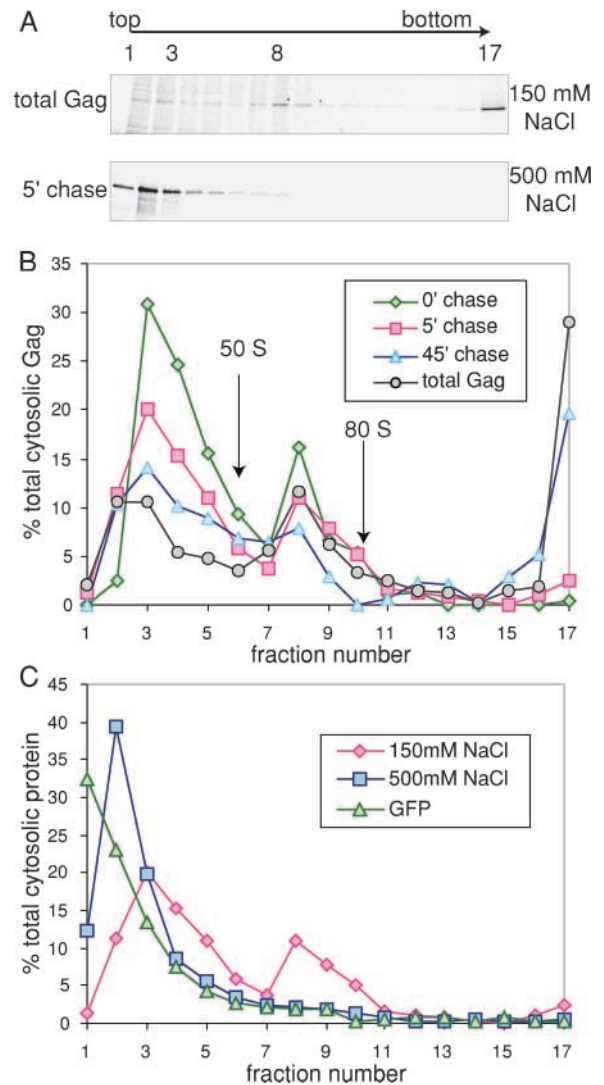 A
top
bottom
1 3 8 17
total Gag
150 mM
NaCl
5' chase
500 mM
NaCl
B
35
30
25
20
15
10
5
0
% total cytosolic Gag
50 S
80 S
0' chase
5' chase
45' chase
total Gag
1 3 5 7 9 11 13 15 17
fraction number
C
45
40
35
30
25
20
15
10
5
0
% total cytosolic protein
150mM NaCl
500mM NaCl
GFP
1 3 5 7 9 11 13 15 17
fraction number